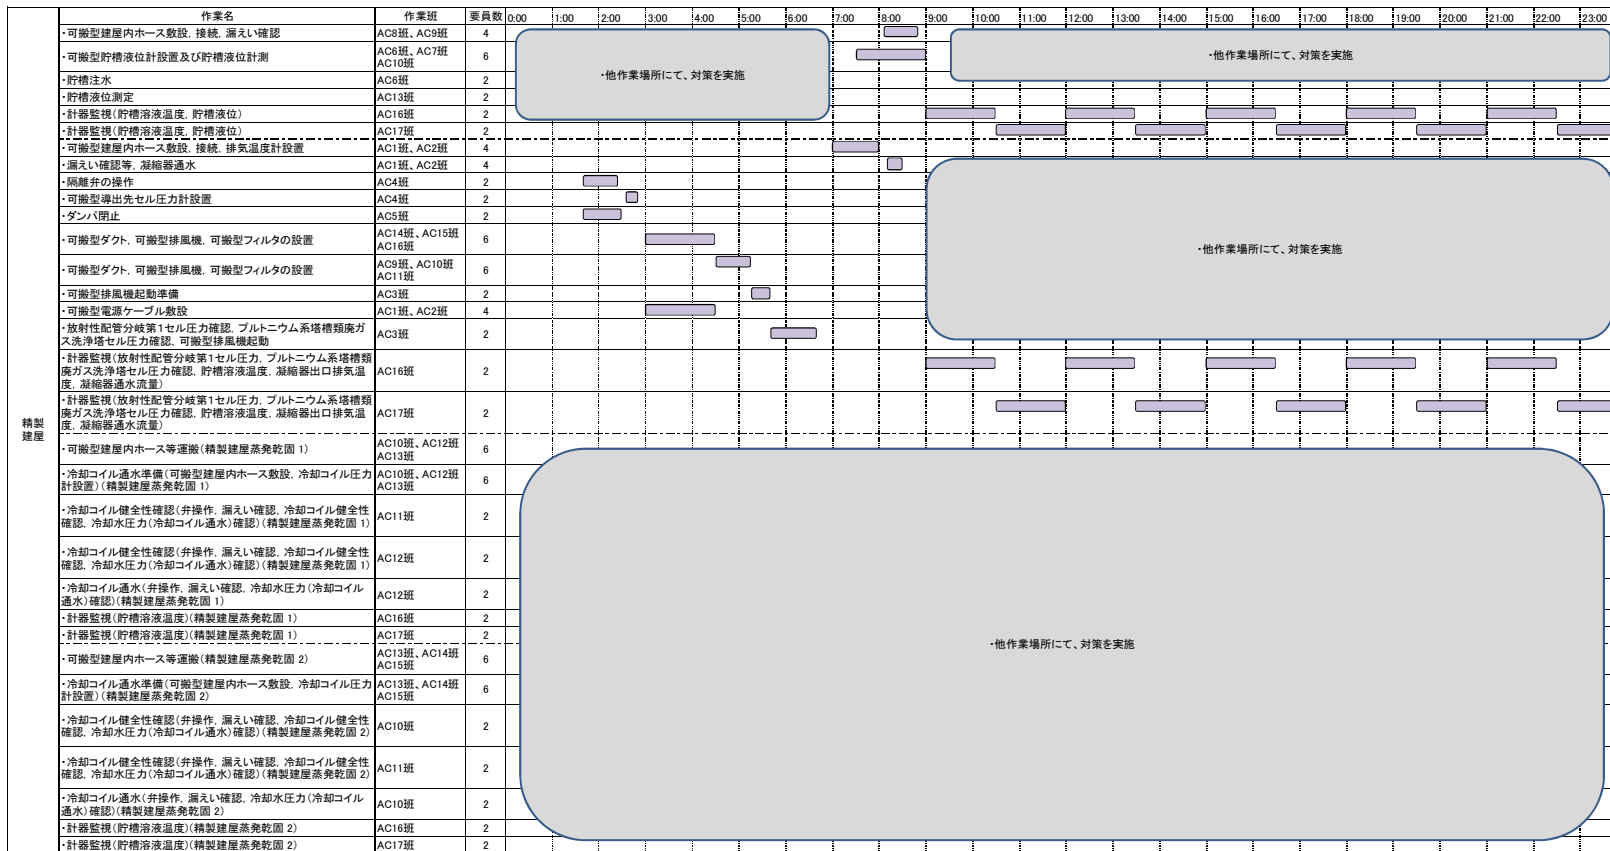 作業名 作業班 要員数 0:00 1:00 2:00 3:00 4:00 5:00 6:00 7:00 8:00 9:00 10:00 11:00 12:00 13:00 14:00 15:00 16:00 17:00 18:00 19:00 20:00 21:00 22:00 23:00
精製
建屋
・可搬型建屋内ホース敷設，接続，漏えい確認 AC8班、AC9班 4
・可搬型貯槽液位計設置及び貯槽液位計測 AC6班、AC7班 6
AC10班
・貯槽注水 AC6班 2
・貯槽液位測定 AC13班 2
・計器監視（貯槽溶液温度，貯槽液位） AC16班 2
・計器監視（貯槽溶液温度，貯槽液位） AC17班 2
・他作業場所にて、対策を実施
・他作業場所にて、対策を実施
・可搬型建屋内ホース敷設，接続，排気温度計設置 AC1班、AC2班 4
・漏えい確認等，凝縮器通水 AC1班、AC2班 4
・隔離弁の操作 AC4班 2
・可搬型導出先セル圧力計設置 AC4班 2
・ダンパ閉止 AC5班 2
・可搬型ダクト，可搬型排風機，可搬型フィルタの設置 AC14班、AC15班 6
AC16班
・可搬型ダクト，可搬型排風機，可搬型フィルタの設置 AC9班、AC10班 6
AC11班
・可搬型排風機起動準備 AC3班 2
・可搬型電源ケーブル敷設 AC1班、AC2班 4
・放射性配管分岐第1セル圧力確認，プルトニウム系塔槽類廃ガ
ス洗浄塔セル圧力確認，可搬型排風機起動 AC3班 2
・他作業場所にて、対策を実施
・計器監視（放射性配管分岐第1セル圧力，プルトニウム系塔槽類
廃ガス洗浄塔セル圧力確認，貯槽溶液温度，凝縮器出口排気温 AC16班 2
度，凝縮器通水流量）
・計器監視（放射性配管分岐第1セル圧力，プルトニウム系塔槽類
廃ガス洗浄塔セル圧力確認，貯槽溶液温度，凝縮器出口排気温 AC17班 2
度，凝縮器通水流量）
・可搬型建屋内ホース等運搬（精製建屋蒸発乾固 1） AC10班、AC12班 6
AC13班
・冷却コイル通水準備（可搬型建屋内ホース敷設，冷却コイル圧力 AC10班、AC12班 6
計設置）（精製建屋蒸発乾固 1） AC13班
・冷却コイル健全性確認（弁操作，漏えい確認，冷却コイル健全性
確認，冷却水圧力（冷却コイル通水）確認）（精製建屋蒸発乾固 1） AC11班 2
・冷却コイル健全性確認（弁操作，漏えい確認，冷却コイル健全性
確認，冷却水圧力（冷却コイル通水）確認）（精製建屋蒸発乾固 1） AC12班 2
・冷却コイル通水（弁操作，漏えい確認，冷却水圧力（冷却コイル
通水）確認）（精製建屋蒸発乾固 1） AC12班 2
・計器監視（貯槽溶液温度）（精製建屋蒸発乾固 1） AC16班 2
・計器監視（貯槽溶液温度）（精製建屋蒸発乾固 1） AC17班 2
・可搬型建屋内ホース等運搬（精製建屋蒸発乾固 2） AC13班、AC14班 6
AC15班
・冷却コイル通水準備（可搬型建屋内ホース敷設，冷却コイル圧力 AC13班、AC14班 6
計設置）（精製建屋蒸発乾固 2） AC15班
・冷却コイル健全性確認（弁操作，漏えい確認，冷却コイル健全性
確認，冷却水圧力（冷却コイル通水）確認）（精製建屋蒸発乾固 2） AC10班 2
・冷却コイル健全性確認（弁操作，漏えい確認，冷却コイル健全性
確認，冷却水圧力（冷却コイル通水）確認）（精製建屋蒸発乾固 2） AC11班 2
・冷却コイル通水（弁操作，漏えい確認，冷却水圧力（冷却コイル
通水）確認）（精製建屋蒸発乾固 2） AC10班 2
・計器監視（貯槽溶液温度）（精製建屋蒸発乾固 2） AC16班 2
・計器監視（貯槽溶液温度）（精製建屋蒸発乾固 2） AC17班 2
・他作業場所にて、対策を実施